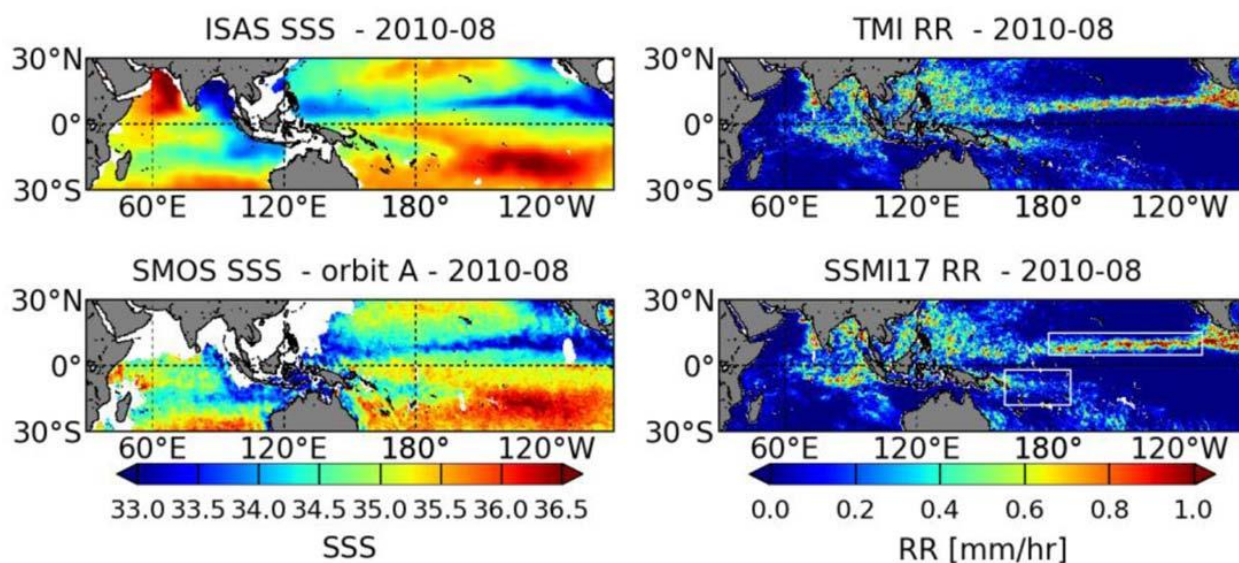 ISAS SSS - 2010-08
30°N
0°
30°S
60°E 120°E 180° 120°W
TMI RR - 2010-08
30°N
0°
30°S
60°E 120°E 180° 120°W
SMOS SSS - orbit A - 2010-08
30°N
0°
30°S
60°E 120°E 180° 120°W
33.0 33.5 34.0 34.5 35.0 35.5 36.0 36.5
SSS
SSMI17 RR - 2010-08
30°N
0°
30°S
60°E 120°E 180° 120°W
0.0 0.2 0.4 0.6 0.8 1.0
RR [mm/hr]